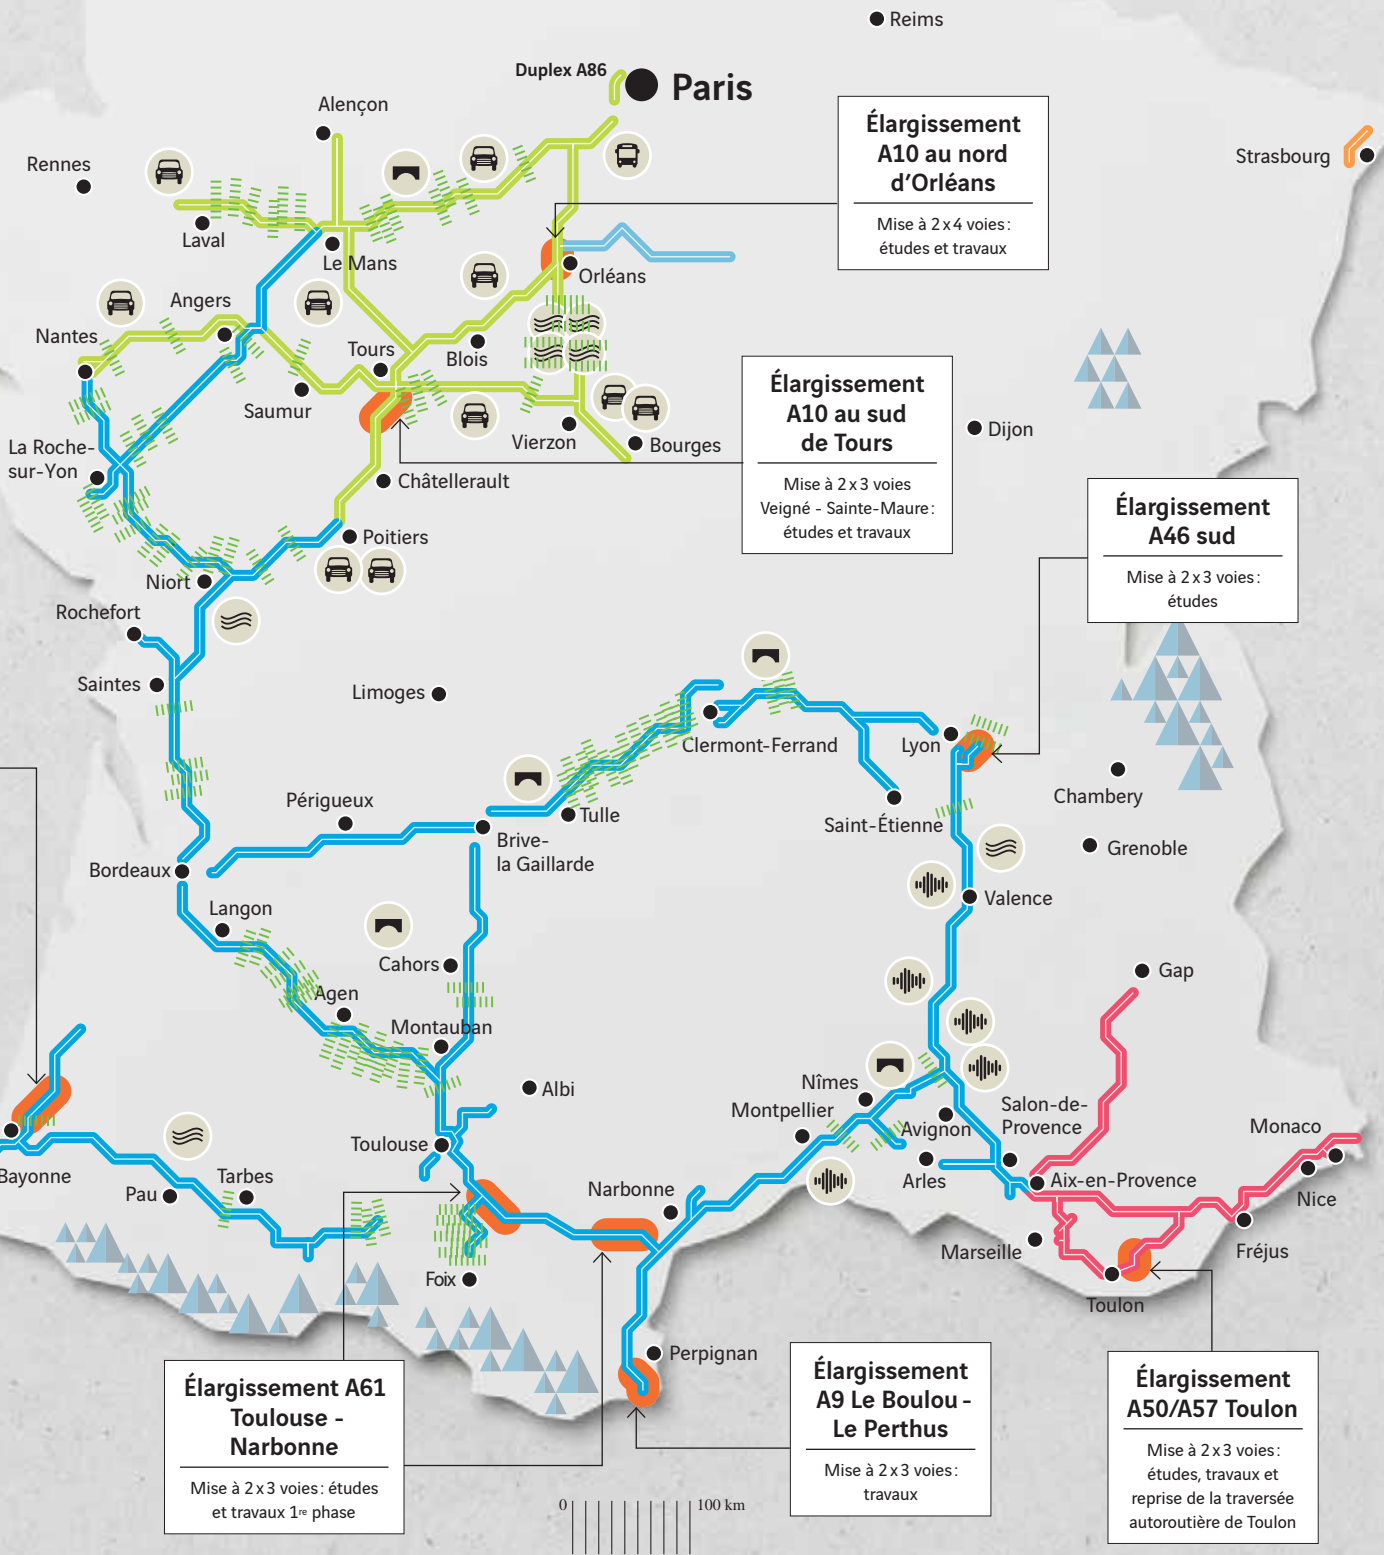 Reims
Duplex A86
Paris
Alençon
Rennes
Strasbourg
Élargissement
A10 au nord
d'Orléans
Mise à 2x4 voies:
études et travaux
Laval
Le Mans
Orléans
Angers
Nantes
Tours
Blois
Saumur
Élargissement
A10 au sud
de Tours
Mise à 2x3 voies
Veigné - Sainte-Maure:
études et travaux
La Roche-
sur-Yon
Vierzon
Bourges
Dijon
Châtellerault
Élargissement
A46 sud
Mise à 2x3 voies:
études
Poitiers
Niort
Rochefort
Saintes
Limoges
Clermont-Ferrand
Lyon
Chambery
Périgueux
Tulle
Saint-Étienne
Brive-
la Gaillarde
Grenoble
Bordeaux
Valence
Langon
Cahors
Gap
Agen
Montauban
Albi
Nîmes
Montpellier
Salon-de-
Provence
Avignon
Monaco
Toulouse
Bayonne
Tarbes
Pau
Arles
Aix-en-Provence
Narbonne
Nice
Marseille
Fréjus
Foix
Toulon
Perpignan
Élargissement A61
Toulouse -
Narbonne
Mise à 2x3 voies: études
et travaux 1re phase
Élargissement
A9 Le Boulou -
Le Perthus
Mise à 2x3 voies:
travaux
Élargissement
A50/A57 Toulon
Mise à 2x3 voies:
études, travaux et
reprise de la traversée
autoroutière de Toulon
0 100 km